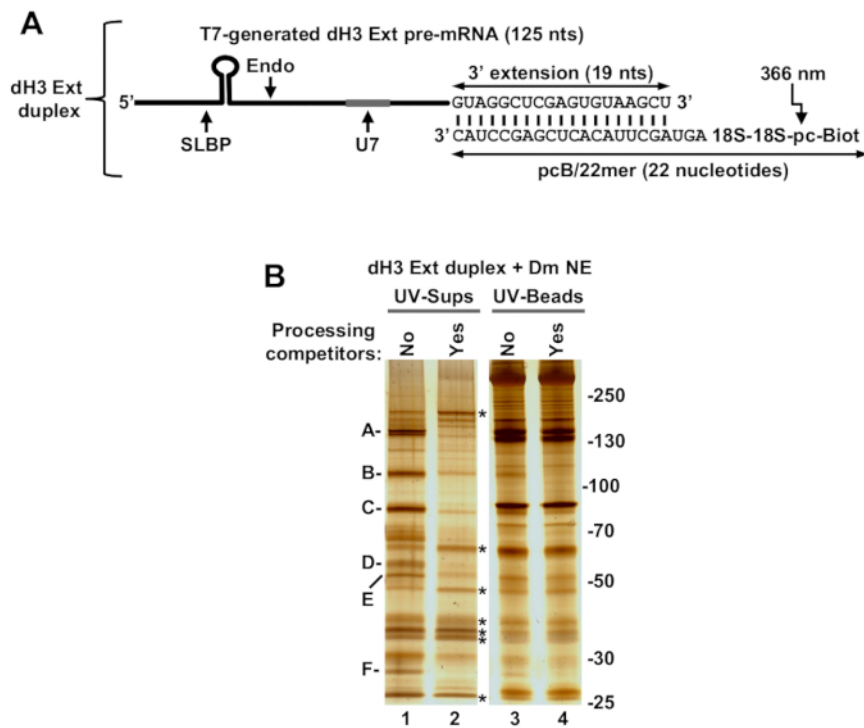 A
T7-generated dH3 Ext pre-mRNA (125 nts)
dH3 Ext
duplex
5'
Endo
SLBP
U7
3' extension (19 nts)
366 nm
GUAGGCUCGAGUGUAAGCU 3'
3'CAUCCGAGCUCACAUUCGAUGA 18S-18S-pc-Biot
pcB/22mer (22 nucleotides)
B
dH3 Ext duplex + Dm NE
UV-Sups UV-Beads
Processing
competitors:
No Yes No Yes
-250
*
A-
-130
B-
-100
C-
-70
*
D-
-50
E
*
*
*
*
-30
F-
*
-25
1 2 3 4